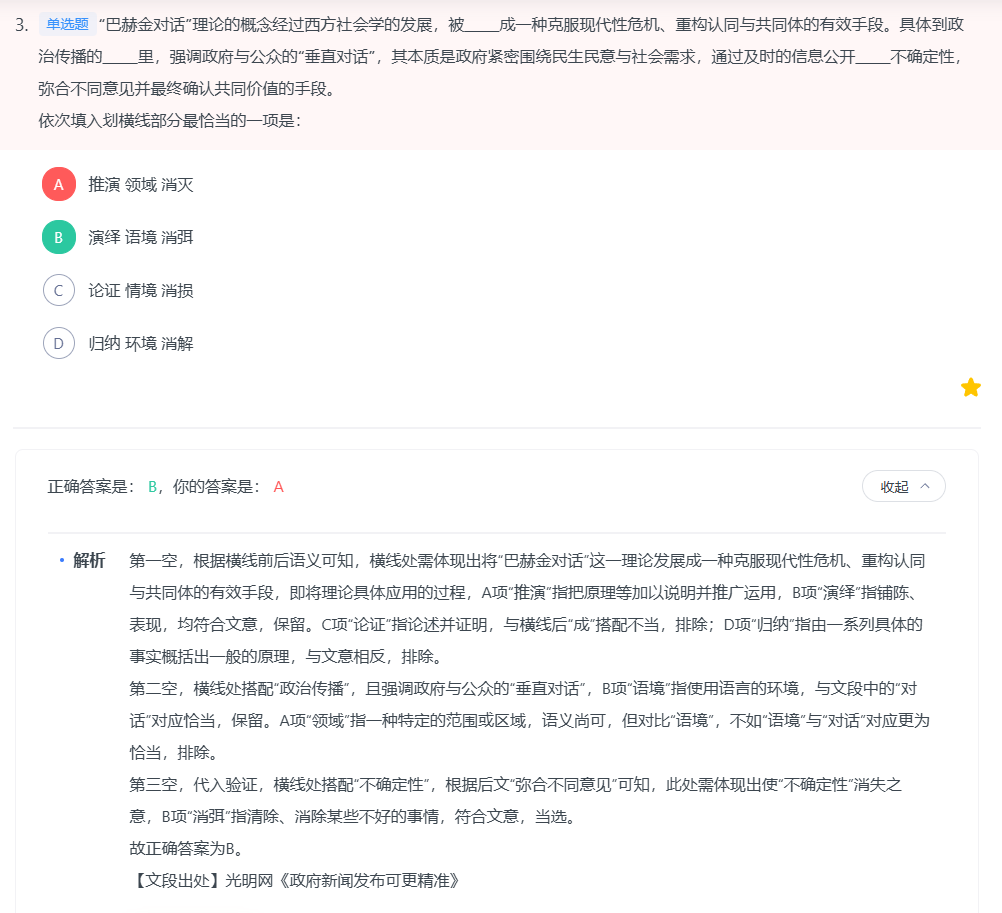 3. 单选题 “巴赫金对话”理论的概念经过西方社会学的发展，被_____成一种克服现代性危机、重构认同与共同体的有效手段。具体到政
治传播的_____里，强调政府与公众的“垂直对话”，其本质是政府紧密围绕民生民意与社会需求，通过及时的信息公开_____不确定性，
弥合不同意见并最终确认共同价值的手段。
依次填入划横线部分最恰当的一项是：
A 推演 领域 消灭
B 演绎 语境 消弭
C 论证 情境 消损
D 归纳 环境 消解
正确答案是： B，你的答案是： A
收起
解析 第一空，根据横线前后语义可知，横线处需体现出将“巴赫金对话”这一理论发展成一种克服现代性危机、重构认同
与共同体的有效手段，即将理论具体应用的过程，A项“推演”指把原理等加以说明并推广运用，B项“演绎”指铺陈、
表现，均符合文意，保留。C项“论证”指论述并证明，与横线后“成”搭配不当，排除；D项“归纳”指由一系列具体的
事实概括出一般的原理，与文意相反，排除。
第二空，横线处搭配“政治传播”，且强调政府与公众的“垂直对话”，B项“语境”指使用语言的环境，与文段中的“对
话”对应恰当，保留。A项“领域”指一种特定的范围或区域，语义尚可，但对比“语境”，不如“语境”与“对话”对应更为
恰当，排除。
第三空，代入验证，横线处搭配“不确定性”，根据后文“弥合不同意见”可知，此处需体现出使“不确定性”消失之
意，B项“消弭”指清除、消除某些不好的事情，符合文意，当选。
故正确答案为B。
【文段出处】光明网《政府新闻发布可更精准》